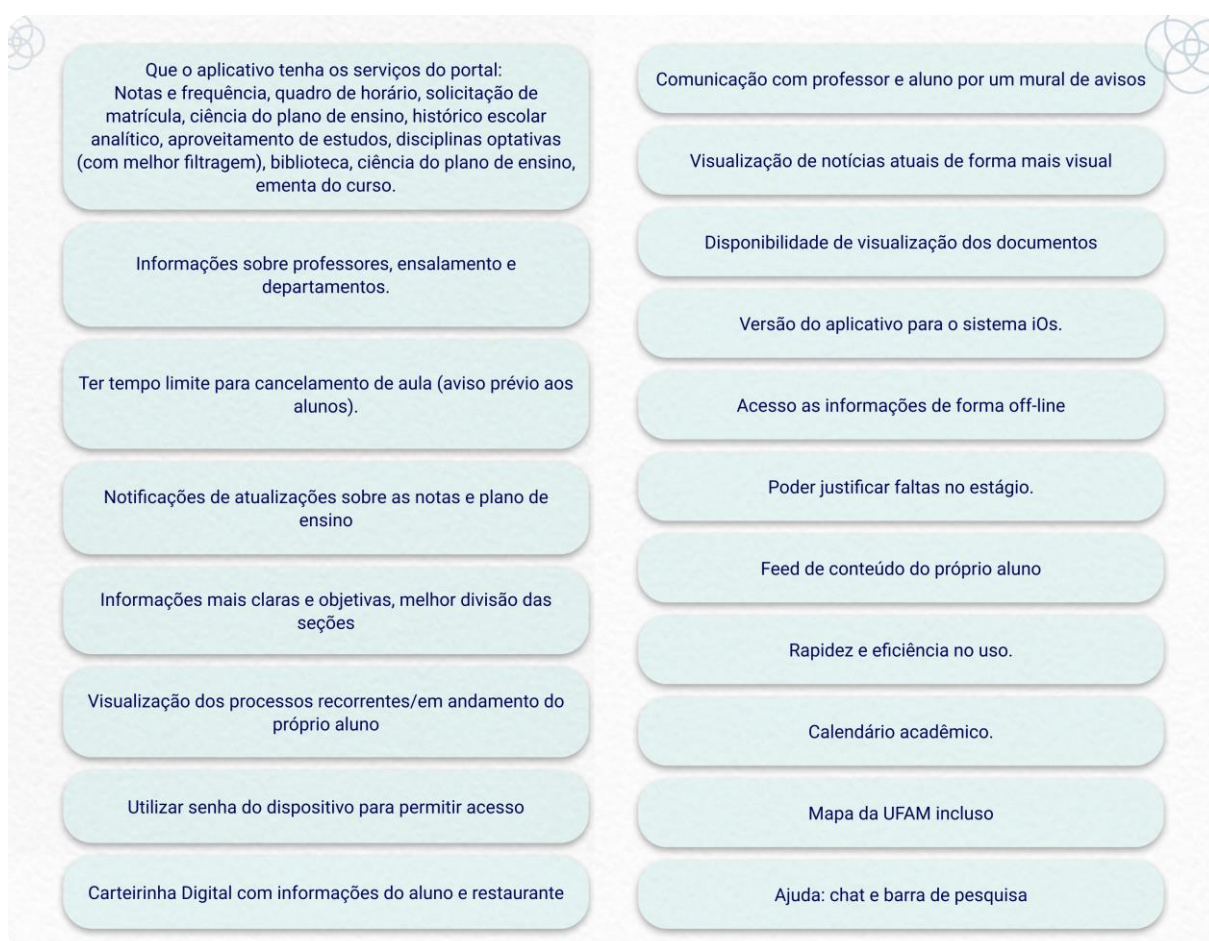 Que o aplicativo tenha os serviços do portal:
Notas e frequência, quadro de horário, solicitação de
matrícula, ciência do plano de ensino, histórico escolar
analítico, aproveitamento de estudos, disciplinas optativas
(com melhor filtragem), biblioteca, ciência do plano de ensino,
ementa do curso.
Informações sobre professores, ensalamento e
departamentos.
Ter tempo limite para cancelamento de aula (aviso prévio aos
alunos).
Notificações de atualizações sobre as notas e plano de
ensino
Informações mais claras e objetivas, melhor divisão das
seções
Visualização dos processos recorrentes/em andamento do
próprio aluno
Utilizar senha do dispositivo para permitir acesso
Carteirinha Digital com informações do aluno e restaurante
Comunicação com professor e aluno por um mural de avisos
Visualização de notícias atuais de forma mais visual
Disponibilidade de visualização dos documentos
Versão do aplicativo para o sistema iOs.
Acesso as informações de forma off-line
Poder justificar faltas no estágio.
Feed de conteúdo do próprio aluno
Rapidez e eficiência no uso.
Calendário acadêmico.
Mapa da UFAM incluso
Ajuda: chat e barra de pesquisa